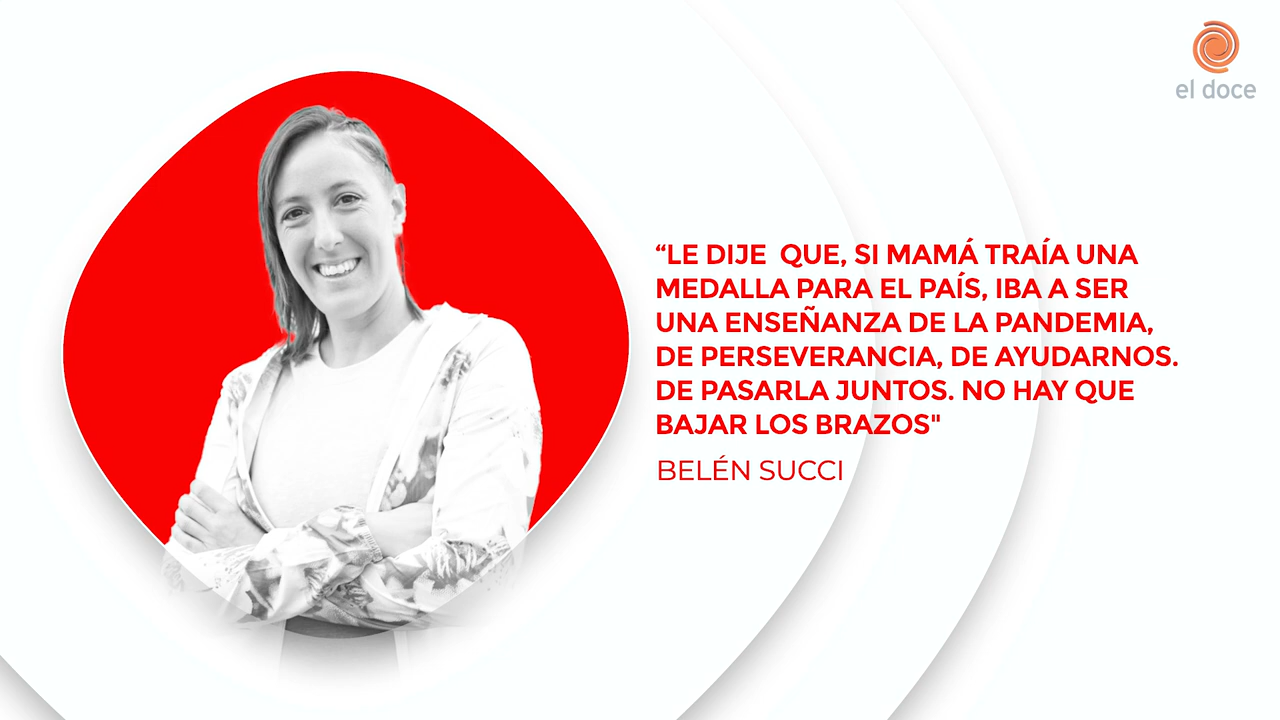 el doce
“LE DIJE  QUE, SI MAMÁ TRAÍA UNA
MEDALLA PARA EL PAÍS, IBA A SER
UNA ENSEÑANZA DE LA PANDEMIA,
DE PERSEVERANCIA, DE AYUDARNOS.
DE PASARLA JUNTOS. NO HAY QUE
BAJAR LOS BRAZOS"
BELÉN SUCCI